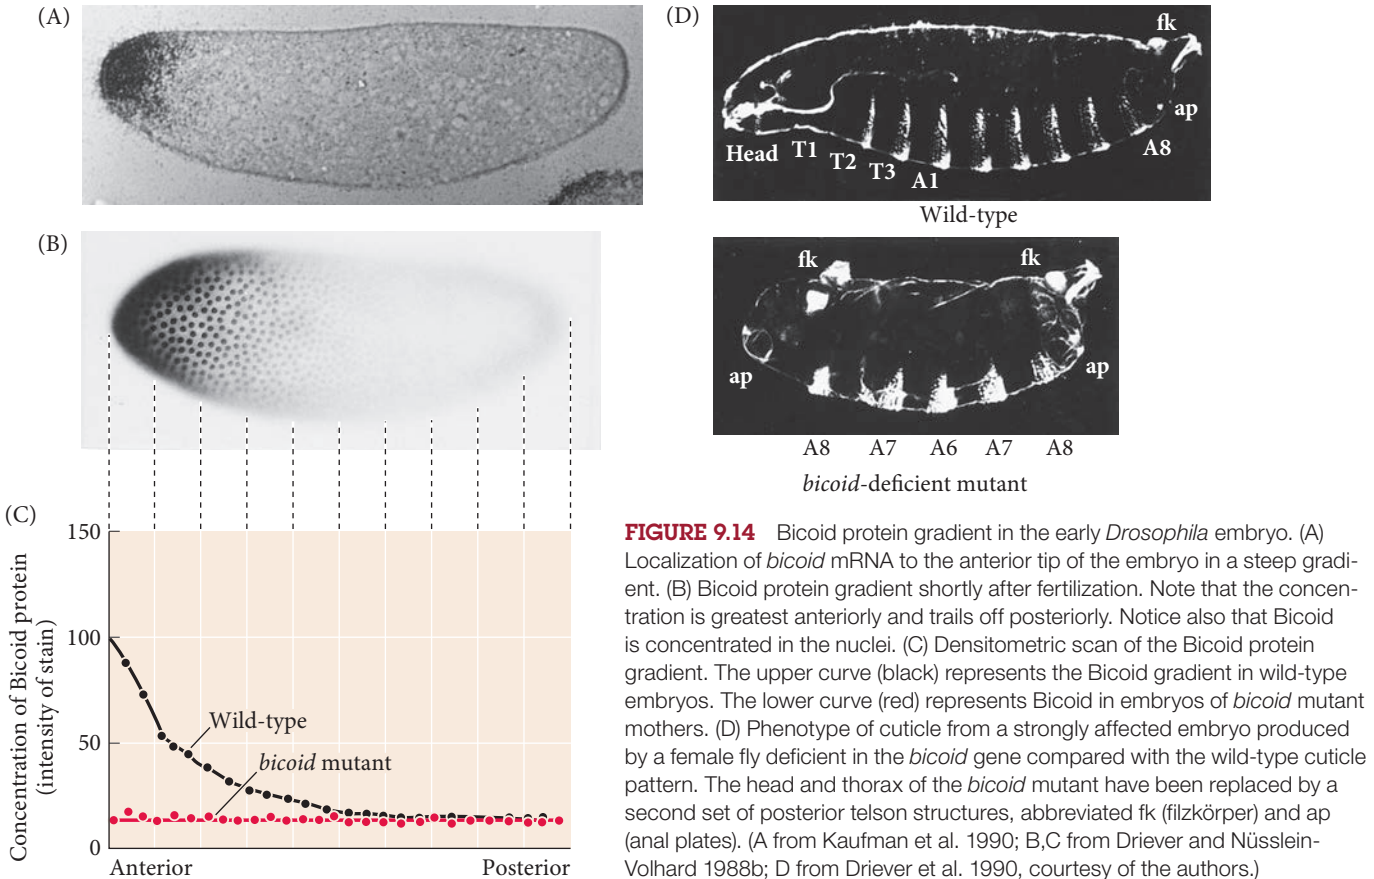 (A)
(D)
fk
ap
Head
T1
T2
T3
A1
A8
Wild-type
(B)
fk
fk
ap
ap
A8 A7 A6 A7 A8
bicoid-deficient mutant
(C)
Concentration of Bicoid protein
(intensity of stain)
150
100
50
0
Wild-type
bicoid mutant
Anterior
Posterior
FIGURE 9.14 Bicoid protein gradient in the early Drosophila embryo. (A)
Localization of bicoid mRNA to the anterior tip of the embryo in a steep gradi-
ent. (B) Bicoid protein gradient shortly after fertilization. Note that the concen-
tration is greatest anteriorly and trails off posteriorly. Notice also that Bicoid
is concentrated in the nuclei. (C) Densitometric scan of the Bicoid protein
gradient. The upper curve (black) represents the Bicoid gradient in wild-type
embryos. The lower curve (red) represents Bicoid in embryos of bicoid mutant
mothers. (D) Phenotype of cuticle from a strongly affected embryo produced
by a female fly deficient in the bicoid gene compared with the wild-type cuticle
pattern. The head and thorax of the bicoid mutant have been replaced by a
second set of posterior telson structures, abbreviated fk (filzkörper) and ap
(anal plates). (A from Kaufman et al. 1990; B,C from Driever and Nüsslein-
Volhard 1988b; D from Driever et al. 1990, courtesy of the authors.)